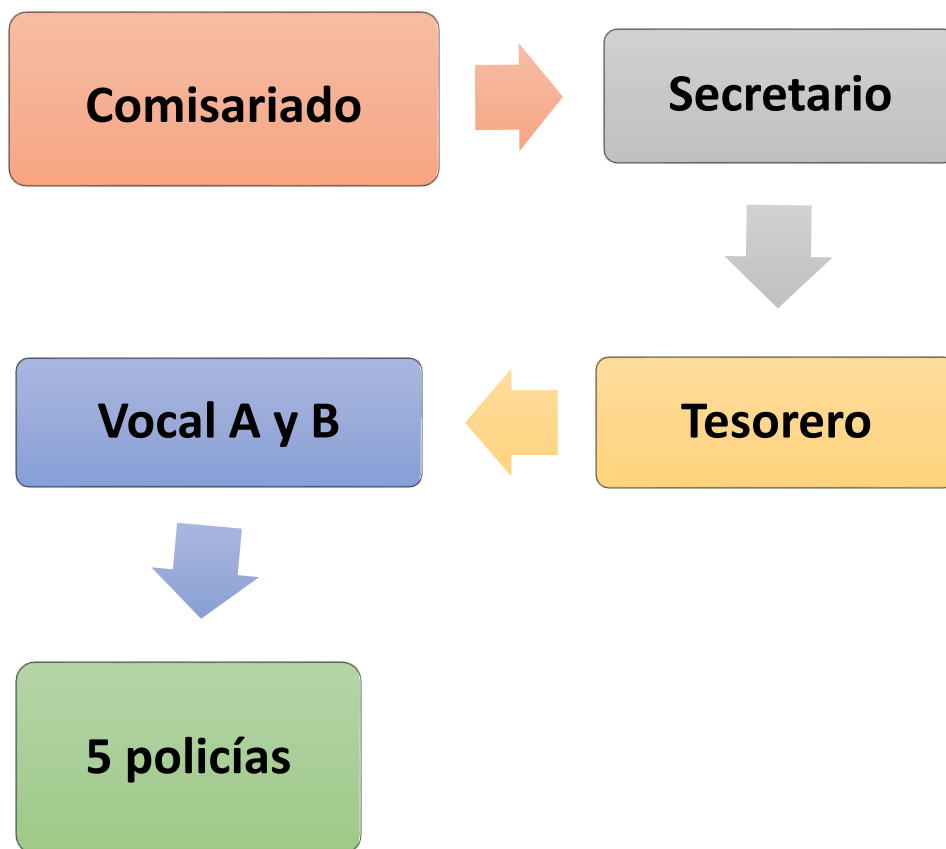 Comisariado
Secretario
Tesorero
Vocal A y B
5 policías